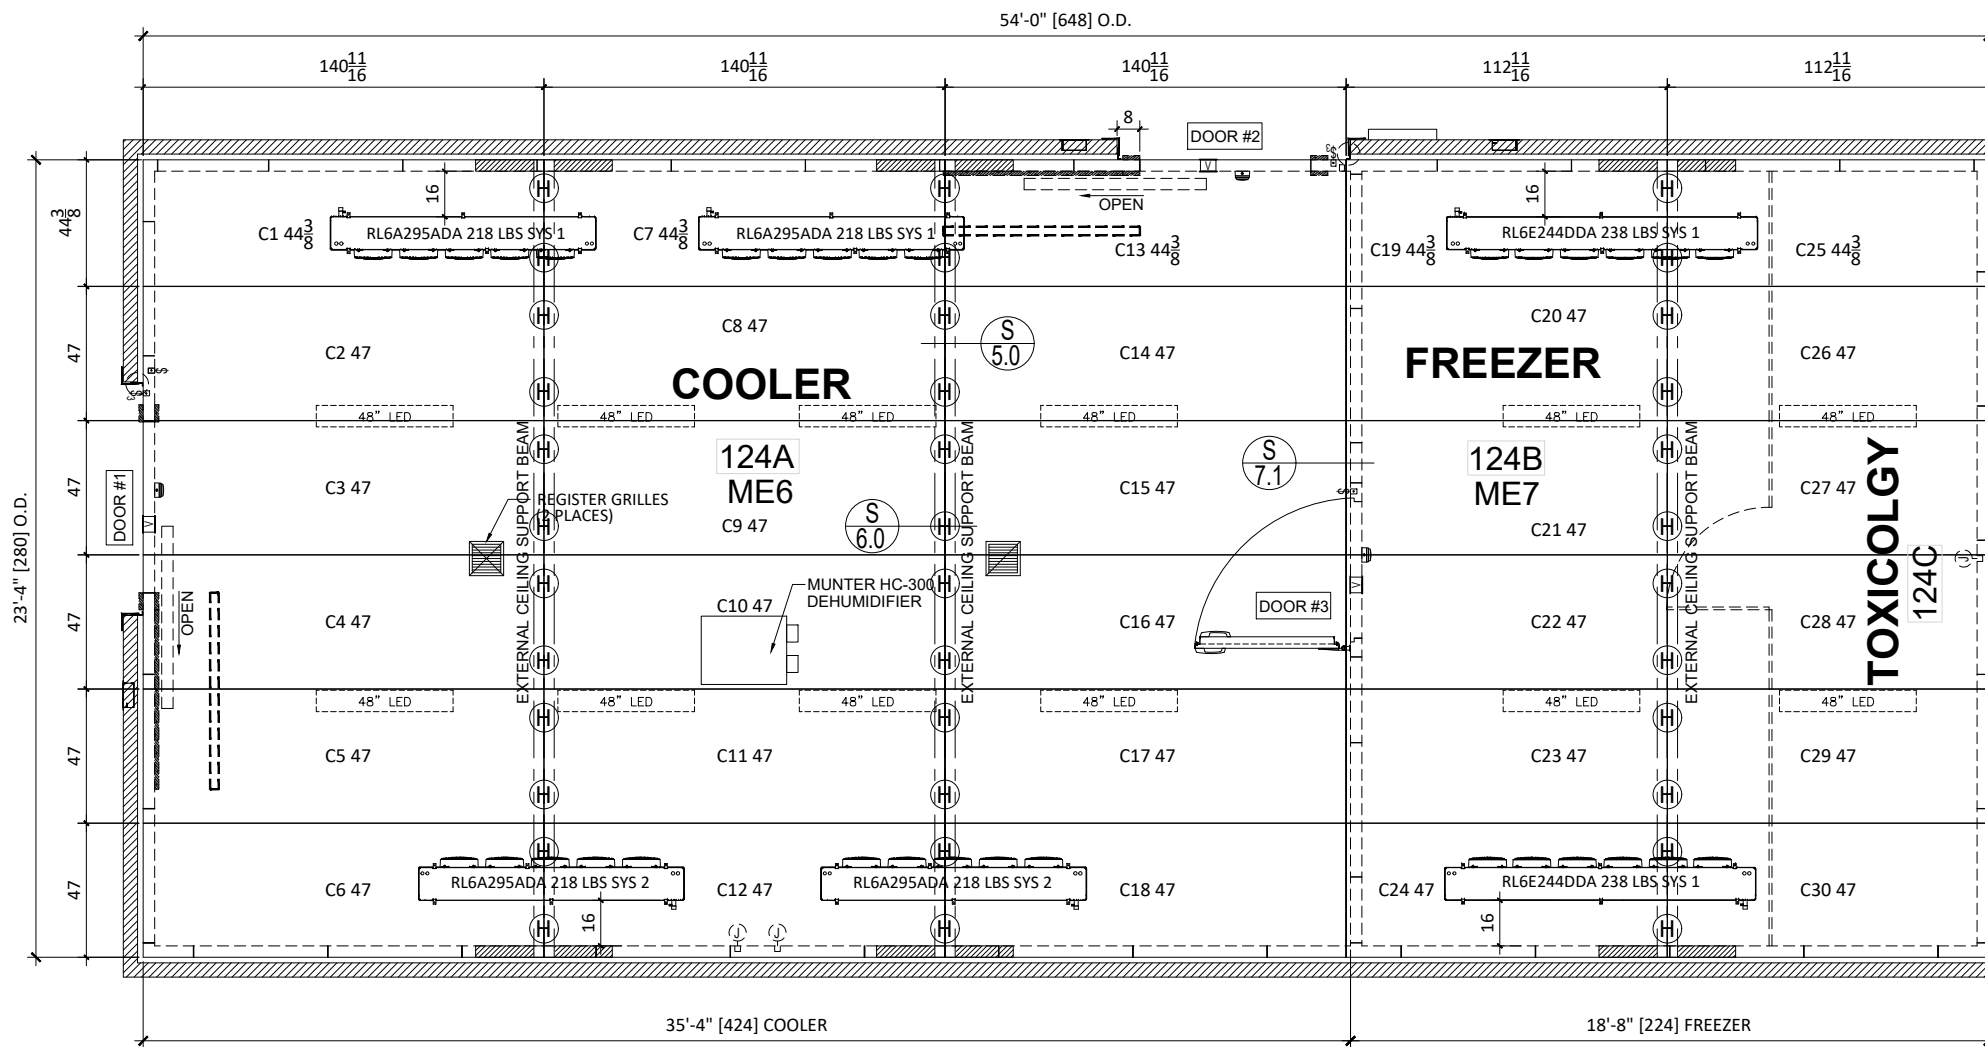 54'-0" [648] O.D.
140 11/16
140 11/16
140 11/16
112 11/16
112 11/16
8
DOOR #2
S3
16
OPEN
16
44 3/8
C1 44 3/8
RL6A295ADA 218 LBS SYS 1
C7 44 3/8
RL6A295ADA 218 LBS SYS 1
C13 44 3/8
C19 44 3/8
RL6E244DDA 238 LBS SYS 1
C25 44 3/8
H
H
H
H
H
H
H
H
H
47
C2 47
C8 47
S
5.0
C14 47
C20 47
C26 47
COOLER
FREEZER
S
S3
H
H
H
48" LED
48" LED
48" LED
48" LED
48" LED
48" LED
EXTERNAL CEILING SUPPORT BEAM
EXTERNAL CEILING SUPPORT BEAM
EXTERNAL CEILING SUPPORT BEAM
H
H
H
23'-4" [280] O.D.
47
DOOR #1
V
C3 47
124A
ME6
S
7.1
C15 47
124B
ME7
C27 47
TOXICOLGY
124C
S
REGISTER GRILLES
(2 PLACES)
C9 47
S
6.0
C21 47
H
H
H
J
H
H
H
47
OPEN
C4 47
C10 47
MUNTER HC-300
DEHUMIDIFIER
C16 47
DOOR #3
V
C22 47
C28 47
H
H
H
48" LED
48" LED
48" LED
48" LED
48" LED
48" LED
H
H
H
47
C5 47
C11 47
C17 47
C23 47
C29 47
H
H
H
H
H
H
47
C6 47
RL6A295ADA 218 LBS SYS 2
C12 47
RL6A295ADA 218 LBS SYS 2
C18 47
C24 47
RL6E244DDA 238 LBS SYS 1
C30 47
16
16
J
J
H
H
H
35'-4" [424] COOLER
18'-8" [224] FREEZER